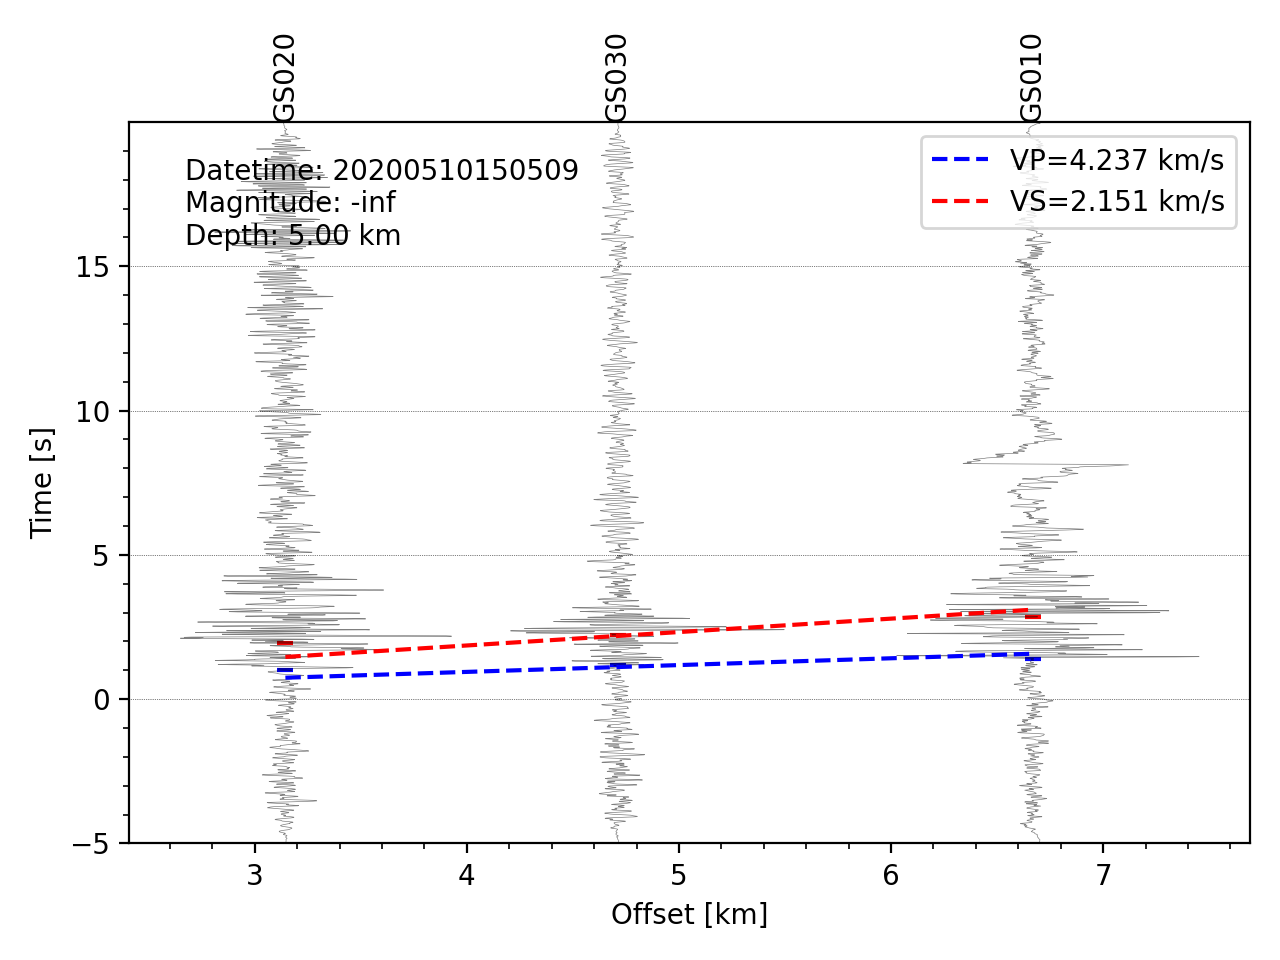 GS020
GS030
GS010
Datetime: 20200510150509
Magnitude: -inf
Depth: 5.00 km
VP=4.237 km/s
VS=2.151 km/s
15
10
5
0
−5
Time [s]
3
4
5
6
7
Offset [km]